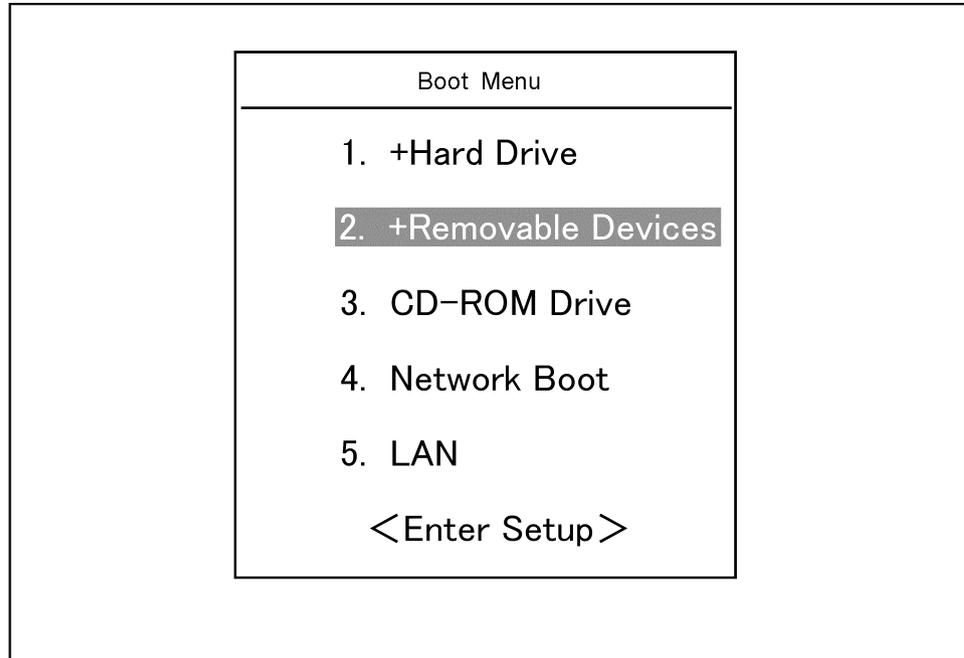 Boot Menu
1. +Hard Drive
2. +Removable Devices
3. CD-ROM Drive
4. Network Boot
5. LAN
<Enter Setup>